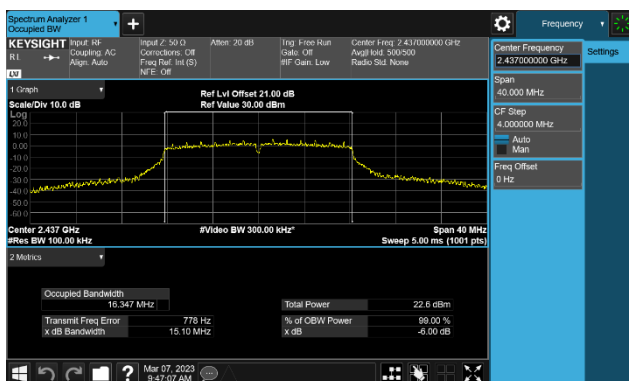 Spectrum Analyzer 1
Occupied BW
Frequency
KEYSIGHT Input: RF
R L
Coupling: AC
Align: Auto
LXI
Input Z: 50 Ω
Corrections: Off
Freq Ref: Int (S)
NFE: Off
Atten: 20 dB
Trig: Free Run
Gate: Off
#IF Gain: Low
Center Freq: 2.437000000 GHz
Avg|Hold: 500/500
Radio Std: None
Center Frequency
2.437000000 GHz
Settings
Span
40.000 MHz
CF Step
4.000000 MHz
Auto
Man
Freq Offset
0 Hz
1 Graph
Scale/Div 10.0 dB
Ref Lvl Offset 21.00 dB
Ref Value 30.00 dBm
Log
20.0
10.0
0.00
-10.0
-20.0
-30.0
-40.0
-50.0
-60.0
Center 2.437 GHz
#Res BW 100.00 kHz
#Video BW 300.00 kHz*
Span 40 MHz
Sweep 5.00 ms (1001 pts)
2 Metrics
Occupied Bandwidth
16.347 MHz
Total Power 22.6 dBm
Transmit Freq Error 778 Hz
% of OBW Power 99.00 %
x dB Bandwidth 15.10 MHz
x dB -6.00 dB
Mar 07, 2023
9:47:07 AM